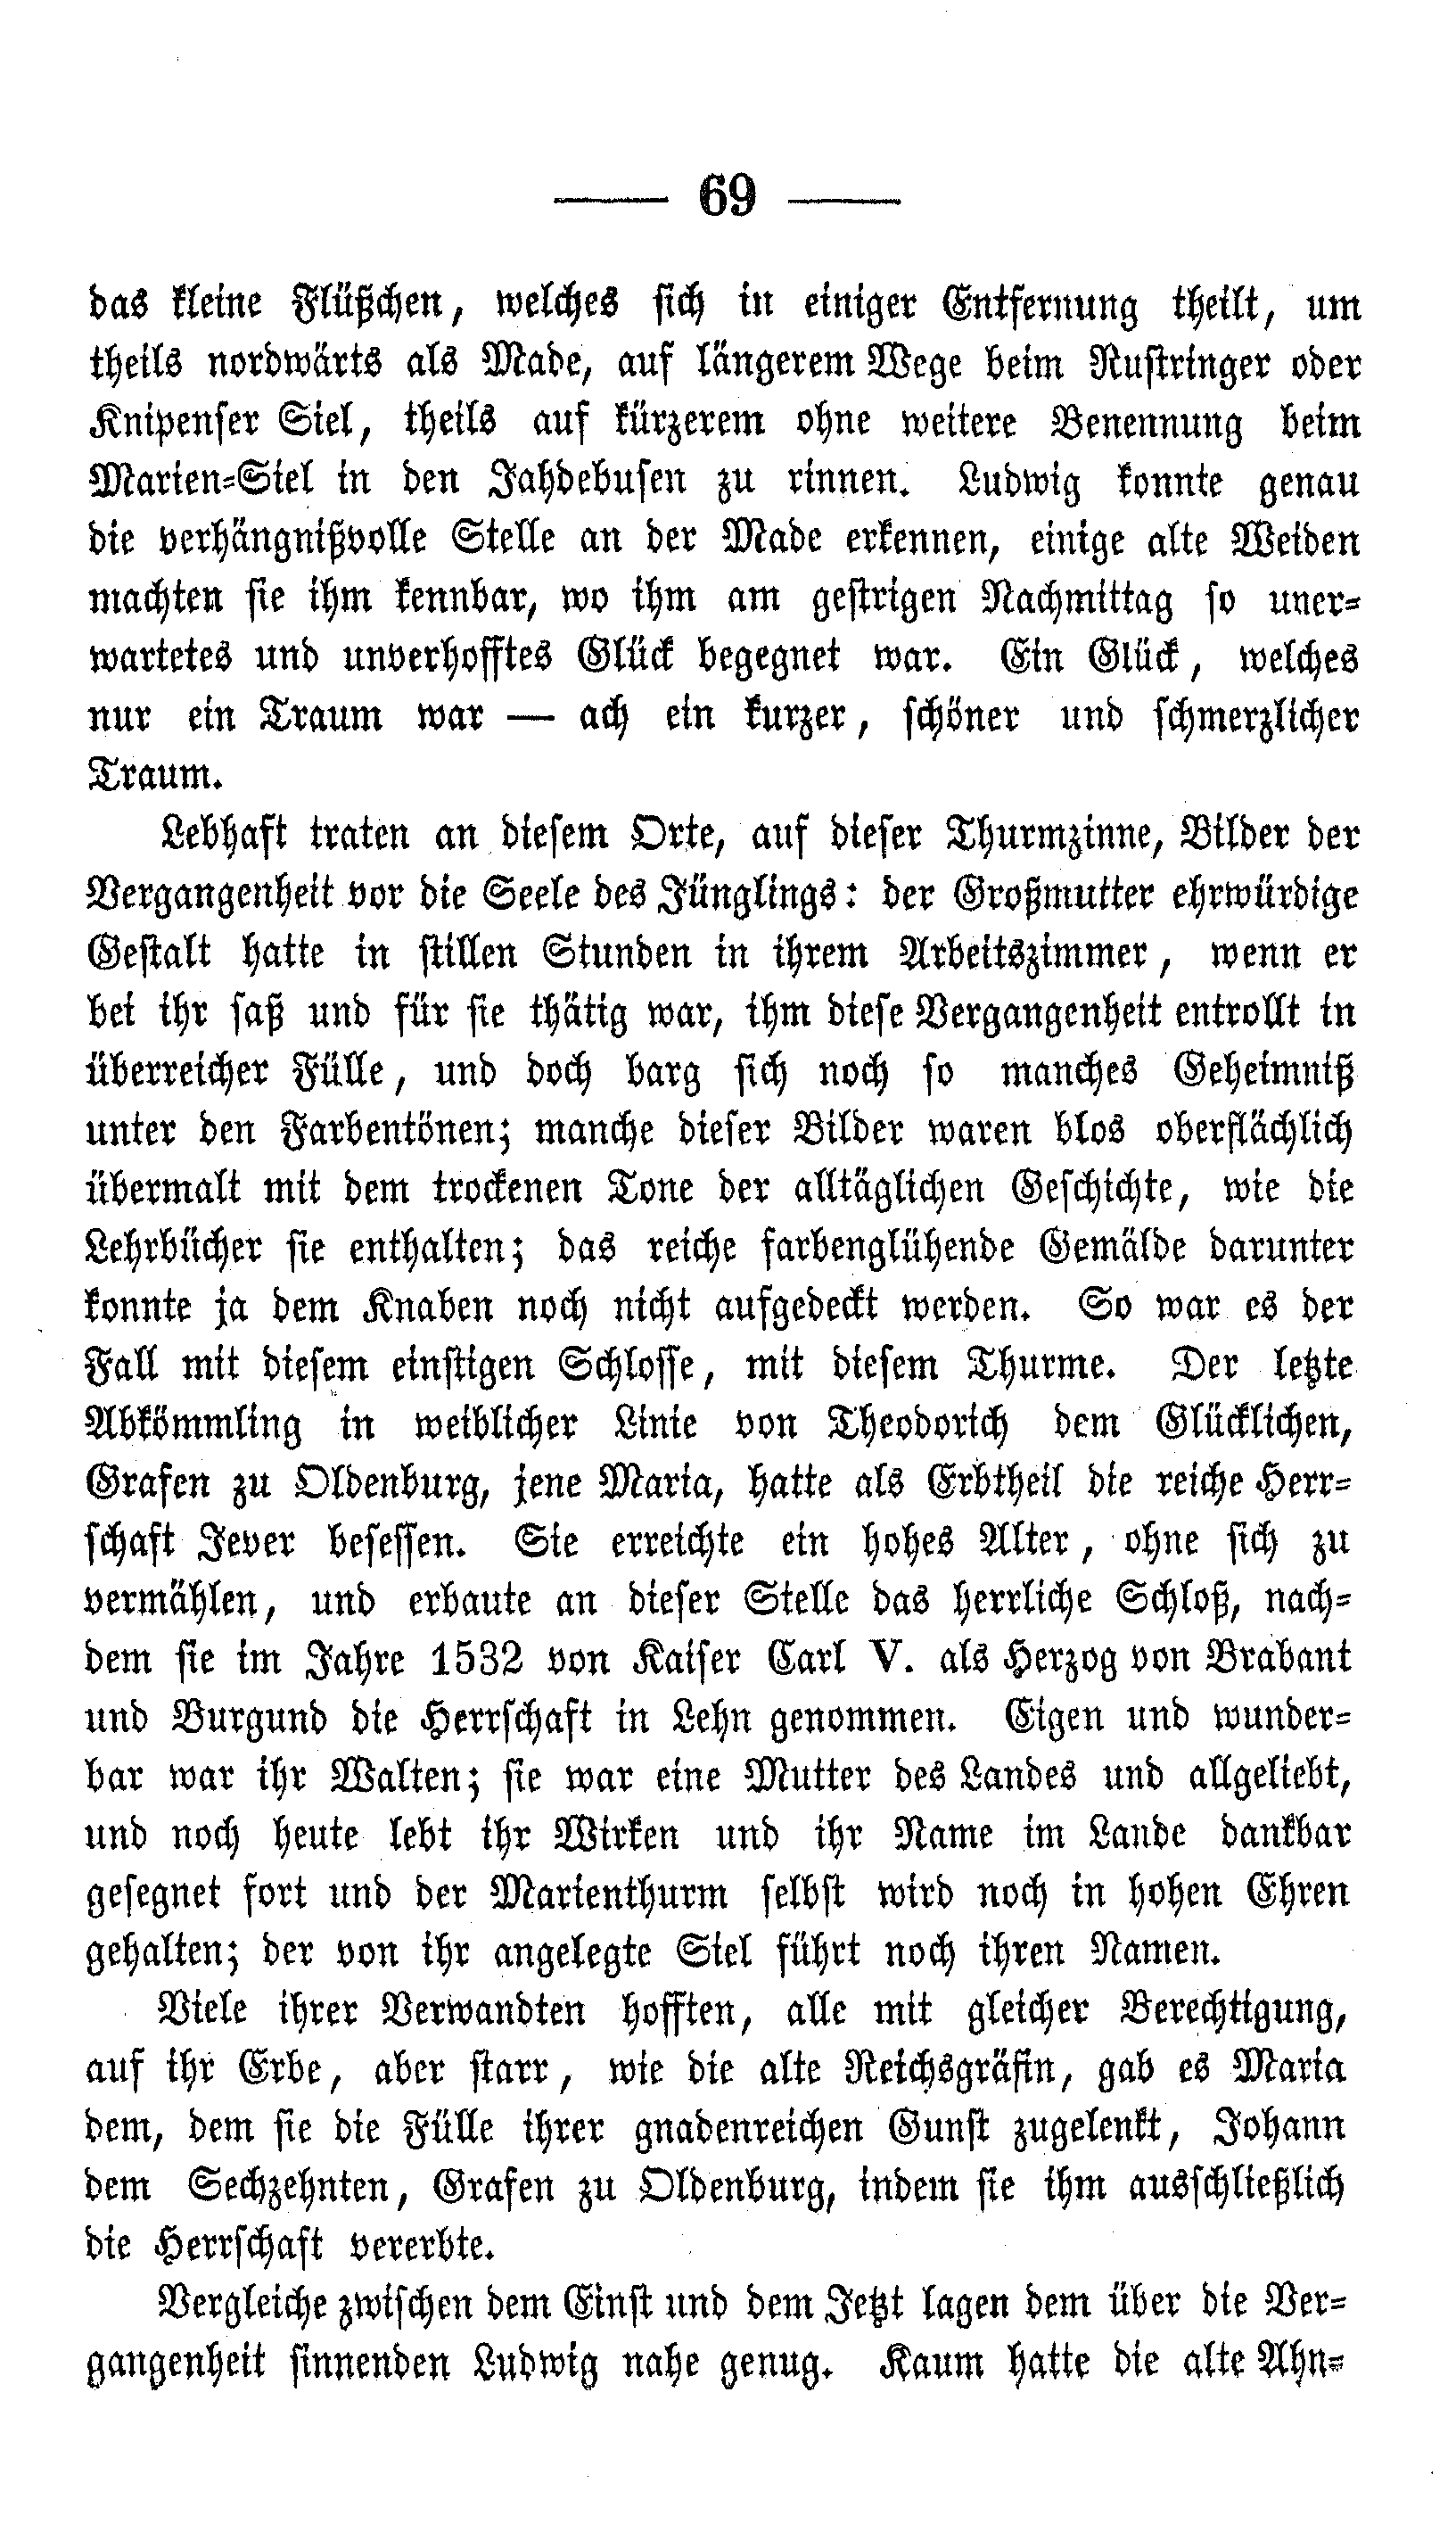 — 69 —
das kleine Flüßchen, welches sich in einiger Entfernung theilt, um
theils nordwärts als Made, auf längerem Wege beim Rustringer oder
Knipenser Siel, theils auf kürzerem ohne weitere Benennung beim
Marien-Siel in den Jahdebusen zu rinnen. Ludwig konnte genau
die verhängnißvolle Stelle an der Made erkennen, einige alte Weiden
machten sie ihm kennbar, wo ihm am gestrigen Nachmittag so uner-
wartetes und unverhofftes Glück begegnet war. Ein Glück, welches
nur ein Traum war — ach ein kurzer, schöner und schmerzlicher
Traum.
Lebhaft traten an diesem Orte, auf dieser Thurmzinne, Bilder der
Vergangenheit vor die Seele des Jünglings: der Großmutter ehrwürdige
Gestalt hatte in stillen Stunden in ihrem Arbeitszimmer, wenn er
bei ihr saß und für sie thätig war, ihm diese Vergangenheit entrollt in
überreicher Fülle, und doch barg sich noch so manches Geheimniß
unter den Farbentönen; manche dieser Bilder waren blos oberflächlich
übermalt mit dem trockenen Tone der alltäglichen Geschichte, wie die
Lehrbücher sie enthalten; das reiche farbenglühende Gemälde darunter
konnte ja dem Knaben noch nicht aufgedeckt werden. So war es der
Fall mit diesem einstigen Schlosse, mit diesem Thurme. Der letzte
Abkömmling in weiblicher Linie von Theodorich dem Glücklichen,
Grafen zu Oldenburg, jene Maria, hatte als Erbtheil die reiche Herr-
schaft Jever besessen. Sie erreichte ein hohes Alter, ohne sich zu
vermählen, und erbaute an dieser Stelle das herrliche Schloß, nach-
dem sie im Jahre 1532 von Kaiser Carl V. als Herzog von Brabant
und Burgund die Herrschaft in Lehn genommen. Eigen und wunder-
bar war ihr Walten; sie war eine Mutter des Landes und allgeliebt,
und noch heute lebt ihr Wirken und ihr Name im Lande dankbar
gesegnet fort und der Marienthurm selbst wird noch in hohen Ehren
gehalten; der von ihr angelegte Siel führt noch ihren Namen.
Viele ihrer Verwandten hofften, alle mit gleicher Berechtigung,
auf ihr Erbe, aber starr, wie die alte Reichsgräfin, gab es Maria
dem, dem sie die Fülle ihrer gnadenreichen Gunst zugelenkt, Johann
dem Sechzehnten, Grafen zu Oldenburg, indem sie ihm ausschließlich
die Herrschaft vererbte.
Vergleiche zwischen dem Einst und dem Jetzt lagen dem über die Ver-
gangenheit sinnenden Ludwig nahe genug. Kaum hatte die alte Ahn-